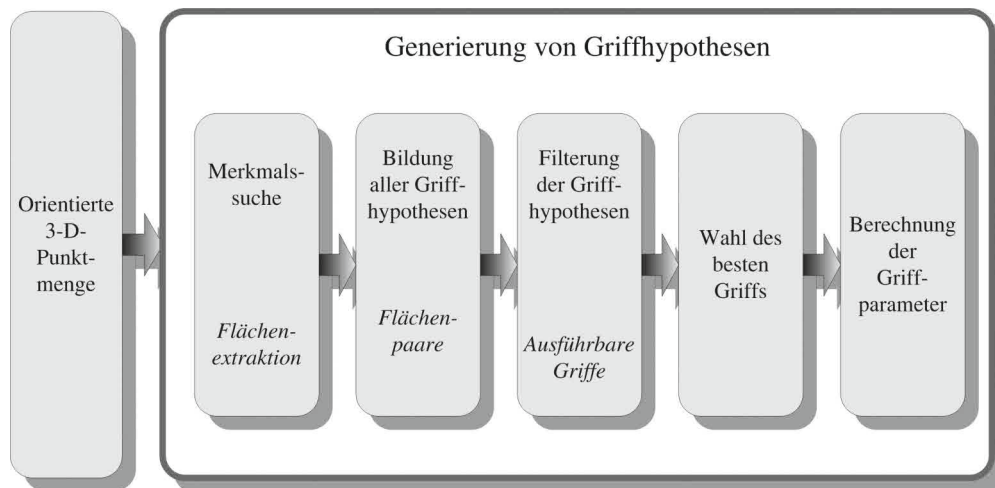 Generierung von Griffhypothesen
Orientierte
3-D-
Punkt-
menge
Merkmals-
suche
Flächen-
extraktion
Bildung
aller Griff-
hypothesen
Flächen-
paare
Filterung
der Griff-
hypothesen
Ausführbare
Griffe
Wahl des
besten
Griffs
Berechnung
der
Griff-
parameter